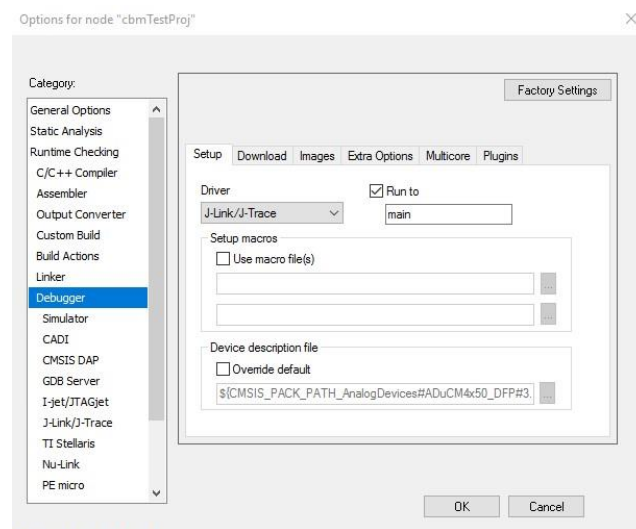 Options for node "cbmTestProj"
Category:
Factory Settings
General Options
Static Analysis
Runtime Checking
C/C++ Compiler
Assembler
Output Converter
Custom Build
Build Actions
Linker
Debugger
Simulator
CADI
CMSIS DAP
GDB Server
I-jet/JTAGjet
J-Link/J-Trace
TI Stellaris
Nu-Link
PE micro
Setup Download Images Extra Options Multicore Plugins
Driver
Run to
J-Link/J-Trace
main
Setup macros
Use macro file(s)
...
...
Device description file
Override default
${CMSIS_PACK_PATH_AnalogDevices#ADuCM4x50_DFP#3.
...
OK Cancel